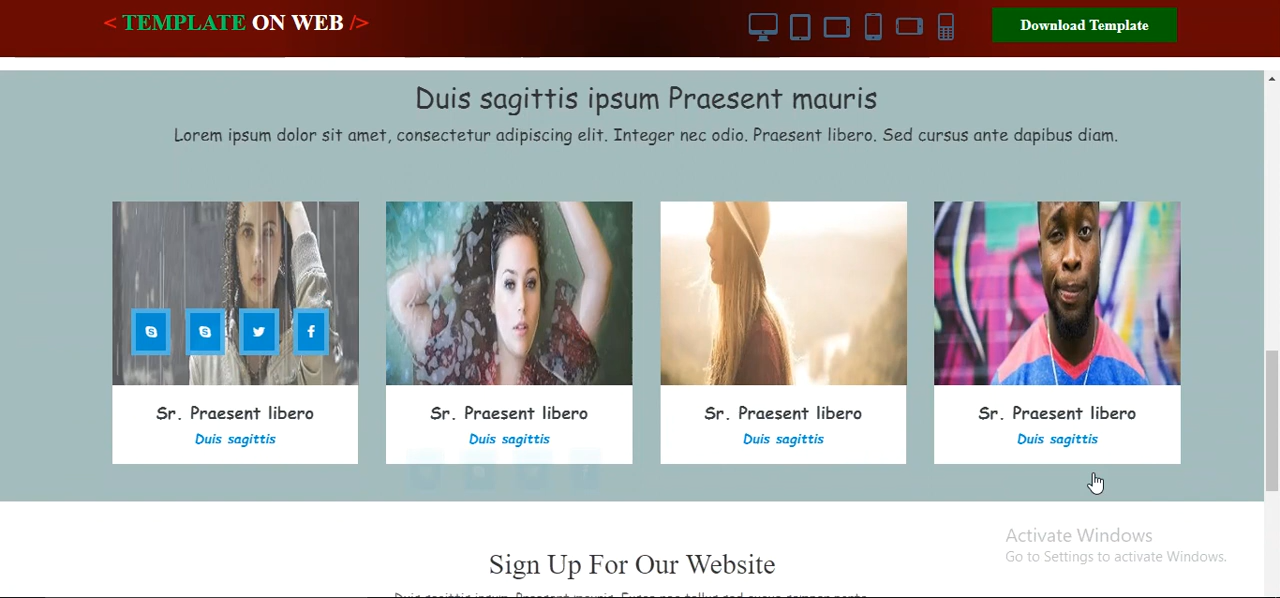 < TEMPLATE ON WEB />
Download Template
Duis sagittis ipsum Praesent mauris
Lorem ipsum dolor sit amet, consectetur adipiscing elit. Integer nec odio. Praesent libero. Sed cursus ante dapibus diam.
Sr. Praesent libero
Duis sagittis
Sr. Praesent libero
Duis sagittis
Sr. Praesent libero
Duis sagittis
Sr. Praesent libero
Duis sagittis
Activate Windows
Go to Settings to activate Windows.
Sign Up For Our Website